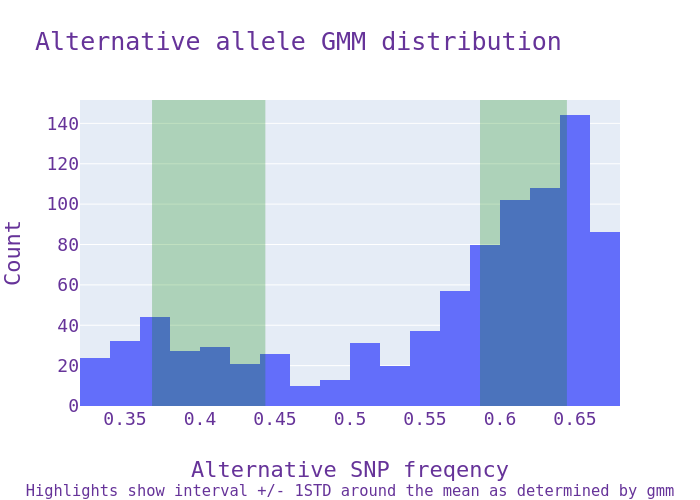 Alternative allele GMM distribution
140
120
100
80
60
40
20
0
Count
0.35 0.4 0.45 0.5 0.55 0.6 0.65
Alternative SNP freqency
Highlights show interval +/- 1STD around the mean as determined by gmm